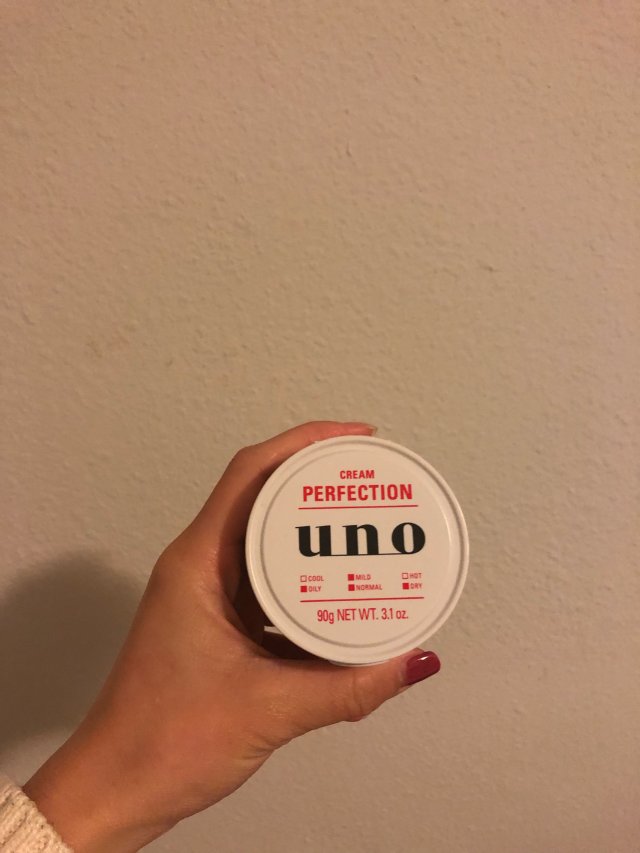 CREAM
PERFECTION
uno
COOL MILD HOT
OILY NORMAL DRY
90g NET WT. 3.1 oz.